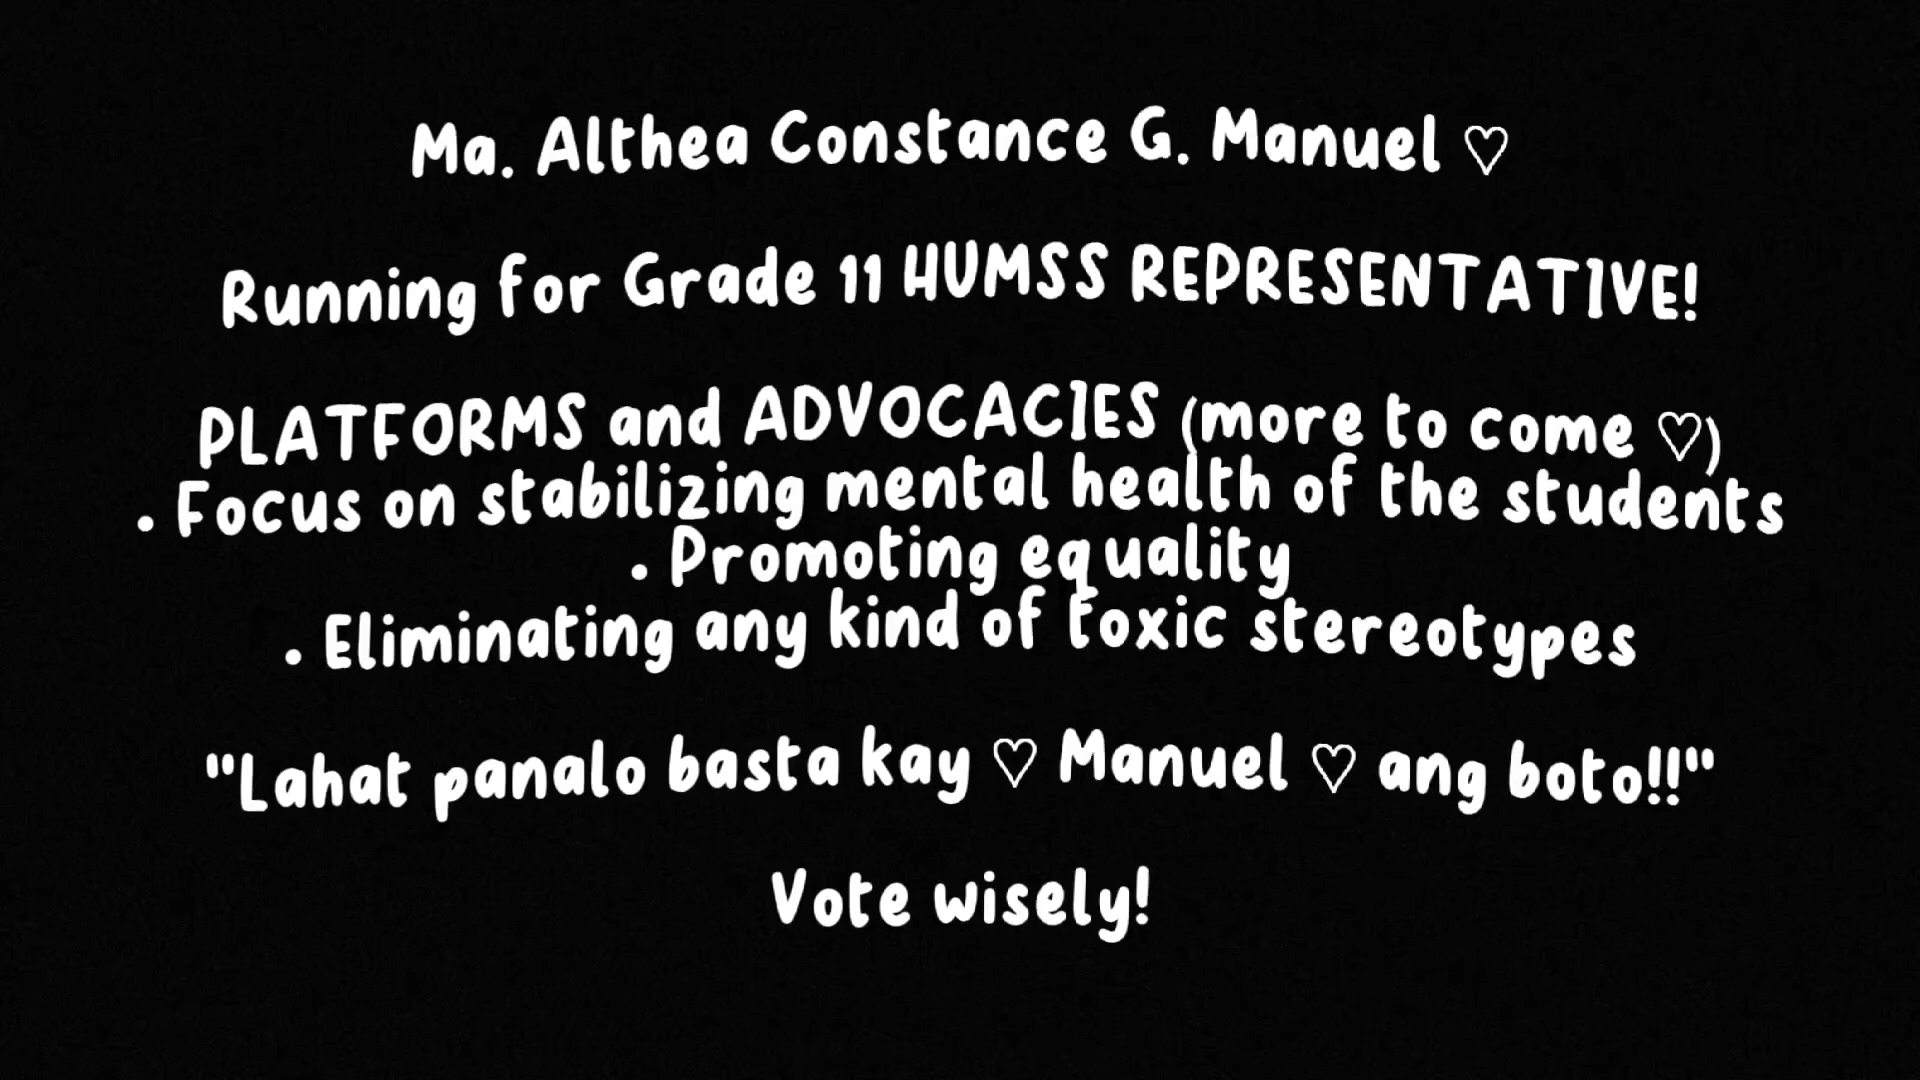 Ma. Althea Constance G. Manuel ♡
Running for Grade 11 HUMSS REPRESENTATIVE!
PLATFORMS and ADVOCACIES (more to come ♡)
. Focus on stabilizing mental health of the students
. Promoting equality
. Eliminating any kind of toxic stereotypes
"Lahat panalo basta kay ♡ Manuel ♡ ang boto!!"
Vote wisely!